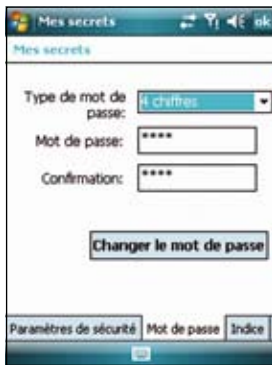 Mes secrets
ok
Mes secrets
Type de mot de
passe:
4 chiffres
Mot de passe:
****
Confirmation:
****
Changer le mot de passe
Paramètres de sécurité
Mot de passe
Indice